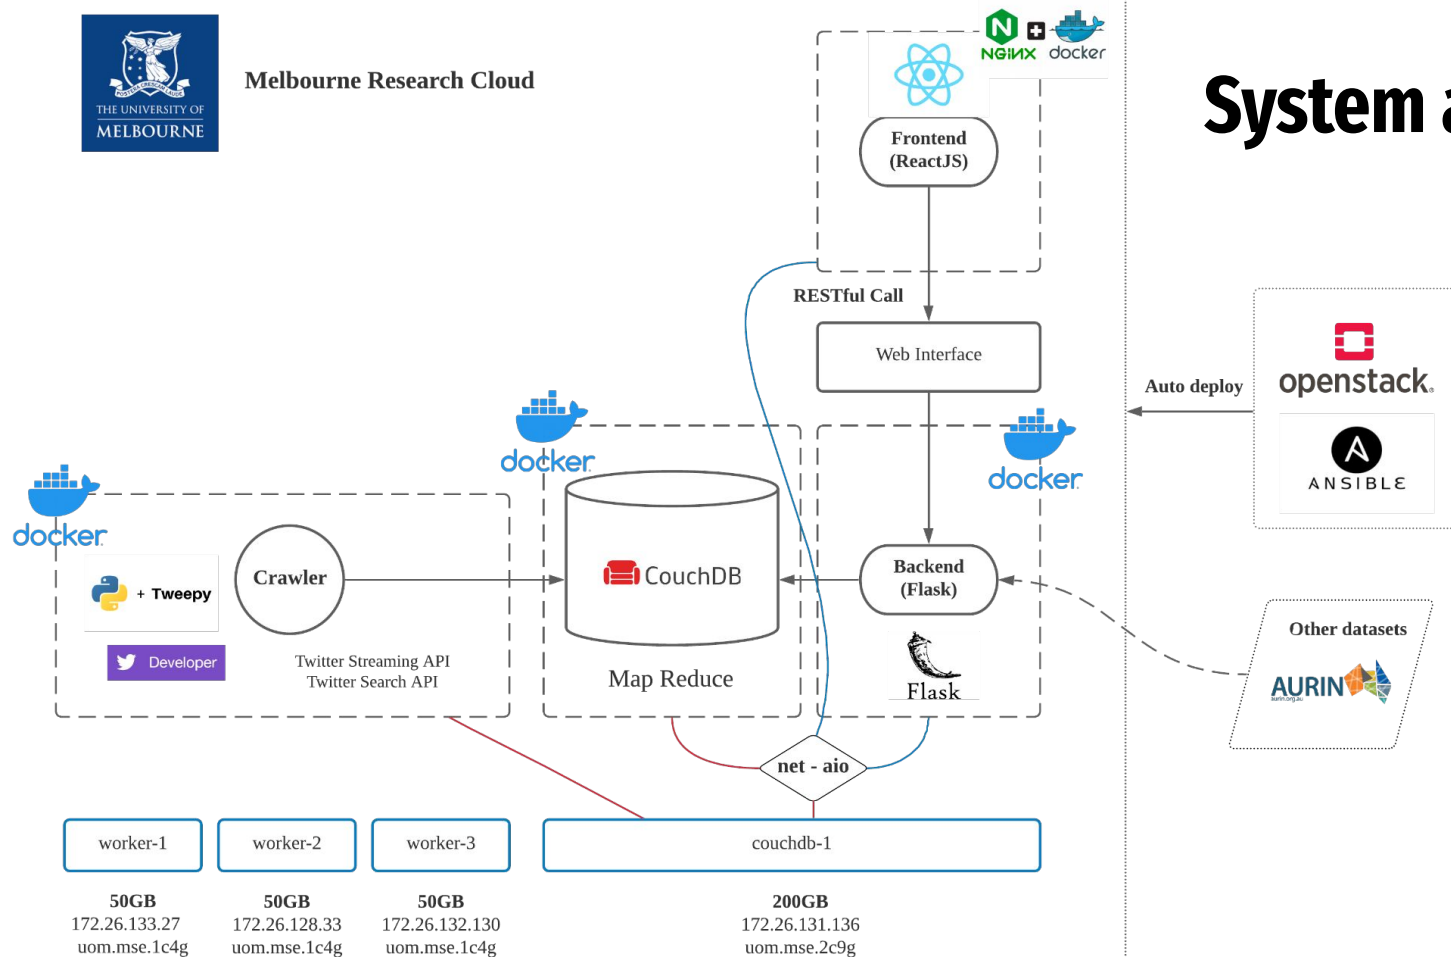 THE UNIVERSITY OF
MELBOURNE
Melbourne Research Cloud
NGINX
docker
System a
Frontend
(ReactJS)
RESTful Call
Web Interface
Auto deploy
openstack.
ANSIBLE
docker
docker
docker
+ Tweepy
Developer
Crawler
Twitter Streaming API
Twitter Search API
CouchDB
Map Reduce
Backend
(Flask)
Flask
Other datasets
AURIN
aurin.org.au
net - aio
worker-1
worker-2
worker-3
couchdb-1
50GB
172.26.133.27
uom.mse.1c4g
50GB
172.26.128.33
uom.mse.1c4g
50GB
172.26.132.130
uom.mse.1c4g
200GB
172.26.131.136
uom.mse.2c9g